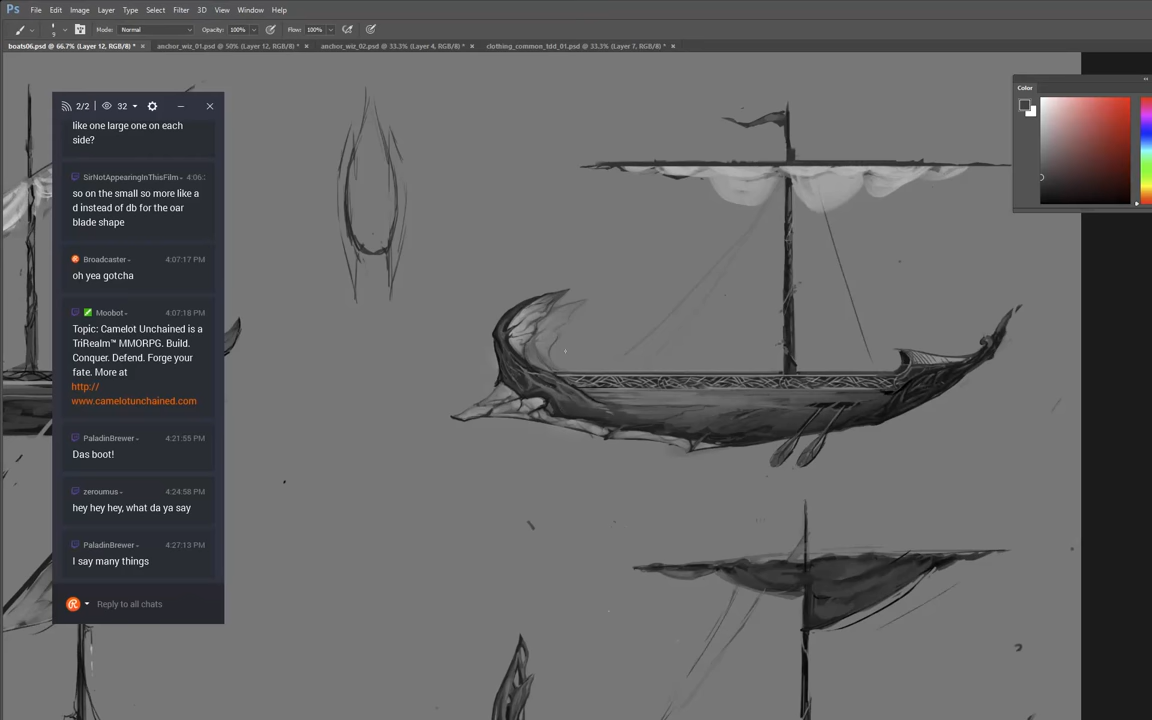 Ps File Edit Image Layer Type Select Filter 3D View Window Help
9 Mode: Normal Opacity: 100% Flow: 100%
boats06.psd @ 66.7% (Layer 12, RGB/8) * × anchor_wiz_01.psd @ 50% (Layer 12, RGB/8) * × anchor_wiz_02.psd @ 33.3% (Layer 4, RGB/8) * × clothing_common_tdd_01.psd @ 33.3% (Layer 7, RGB/8) * ×
Color
2/2 32
like one large one on each
side?
SirNotAppearingInThisFilm 4:06:
so on the small so more like a
d instead of db for the oar
blade shape
Broadcaster 4:07:17 PM
oh yea gotcha
Moobot 4:07:18 PM
Topic: Camelot Unchained is a
TriRealm™ MMORPG. Build.
Conquer. Defend. Forge your
fate. More at
http://
www.camelotunchained.com
PaladinBrewer 4:21:55 PM
Das boot!
zeroumus 4:24:58 PM
hey hey hey, what da ya say
PaladinBrewer 4:27:13 PM
I say many things
Reply to all chats
?